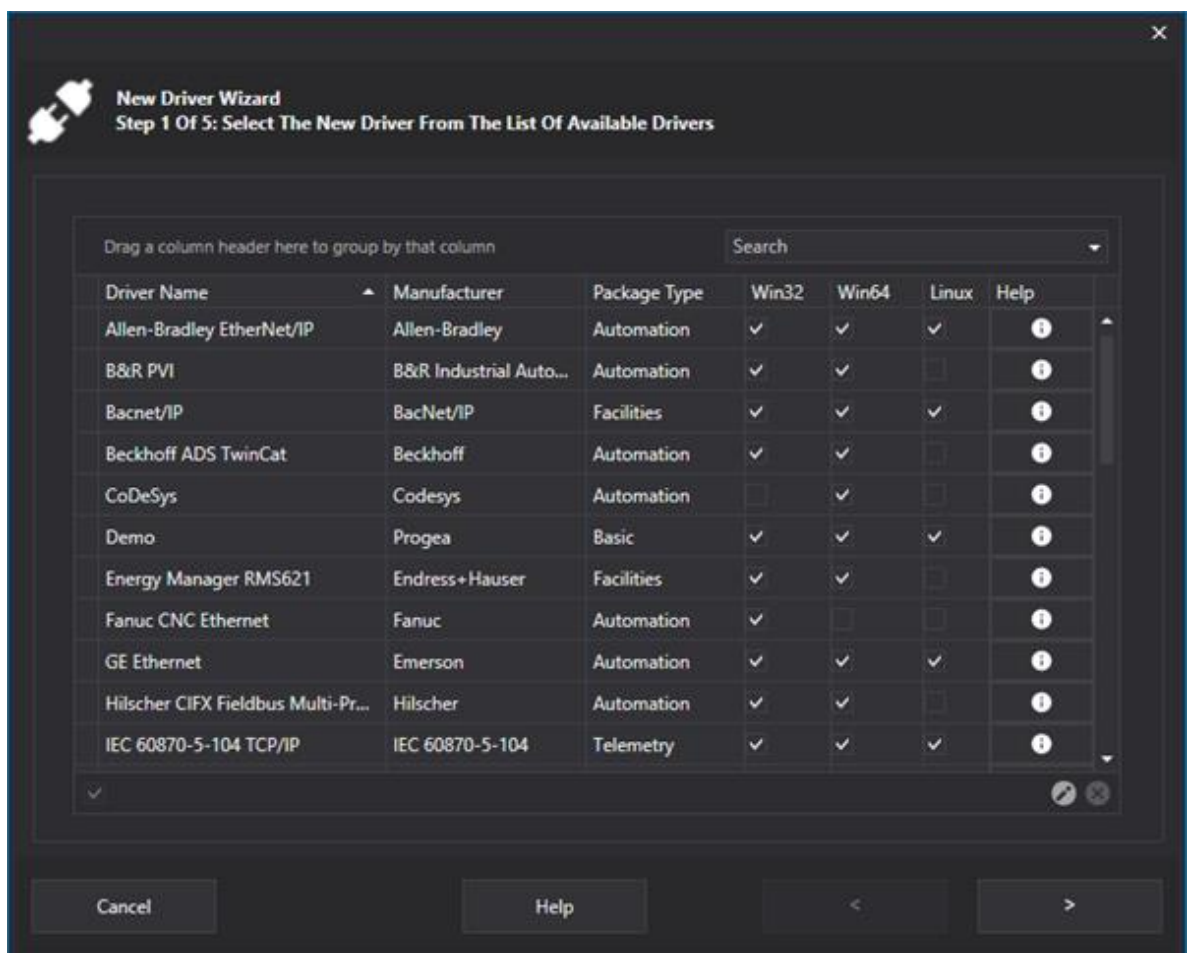 New Driver Wizard
Step 1 Of 5: Select The New Driver From The List Of Available Drivers
Drag a column header here to group by that column Search
Driver Name Manufacturer Package Type Win32 Win64 Linux Help
Allen-Bradley EtherNet/IP Allen-Bradley Automation
B&R PVI B&R Industrial Auto... Automation
Bacnet/IP BacNet/IP Facilities
Beckhoff ADS TwinCat Beckhoff Automation
CoDeSys Codesys Automation
Demo Progea Basic
Energy Manager RMS621 Endress+Hauser Facilities
Fanuc CNC Ethernet Fanuc Automation
GE Ethernet Emerson Automation
Hilscher CIFX Fieldbus Multi-Pr... Hilscher Automation
IEC 60870-5-104 TCP/IP IEC 60870-5-104 Telemetry
Cancel Help < >